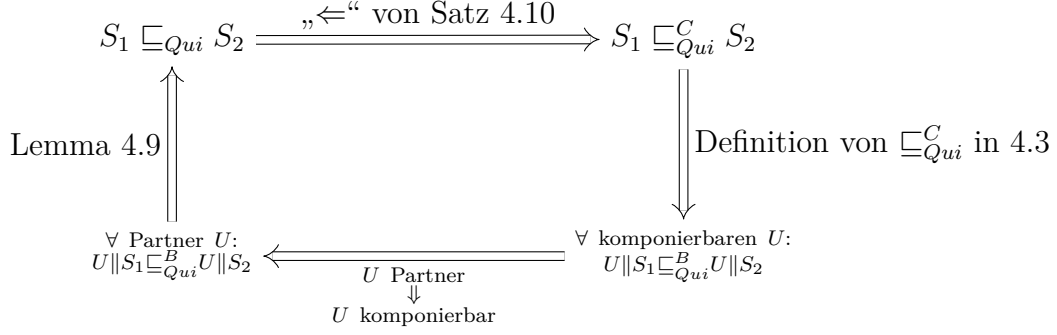 „⇐“ von Satz 4.10
S₁ ⊑_{Qui} S₂
S₁ ⊑^C_{Qui} S₂
Lemma 4.9
Definition von ⊑^C_{Qui} in 4.3
∀ Partner U:
U‖S₁⊑^B_{Qui}U‖S₂
∀ komponierbaren U:
U‖S₁⊑^B_{Qui}U‖S₂
U Partner
⇓
U komponierbar